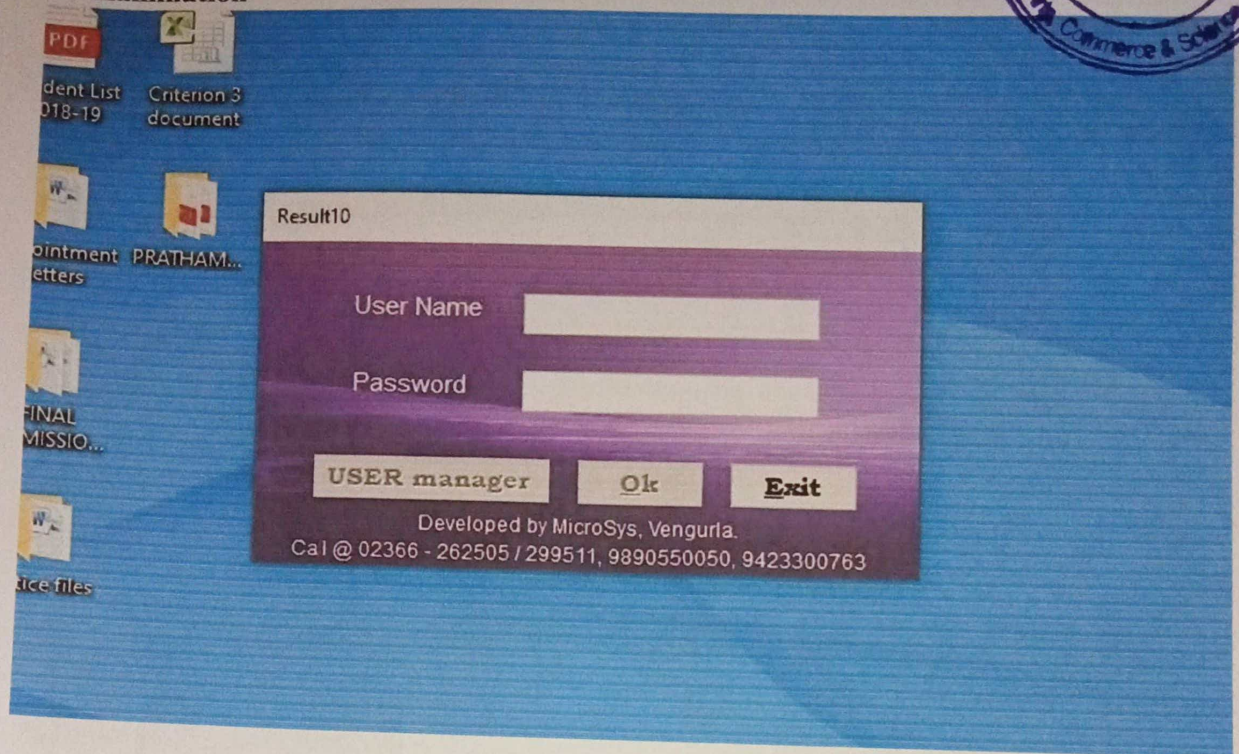 Commerce & Science
PDF
dent List
018-19
Criterion 3
document
ointment
etters
PRATHAM...
FINAL
MISSIO...
tice files
Result10
User Name
Password
USER manager
Ok
Exit
Developed by MicroSys, Vengurla.
Cal @ 02366 - 262505 / 299511, 9890550050, 9423300763